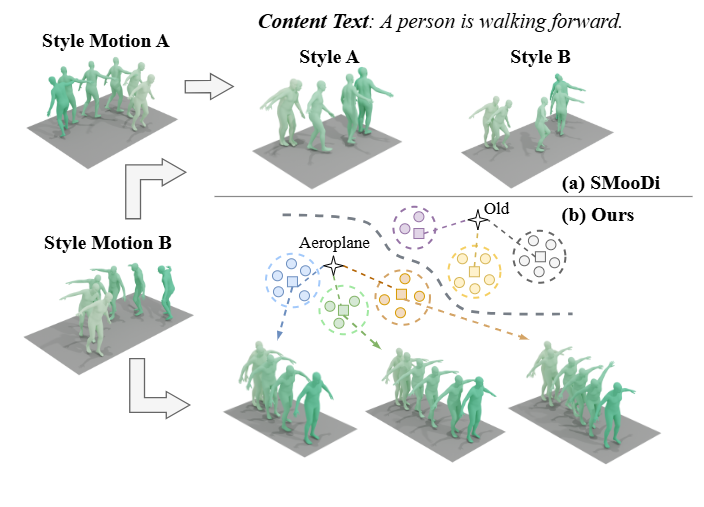 Content Text: A person is walking forward.
Style Motion A
Style A
Style B
(a) SMooDi
Style Motion B
Old
(b) Ours
Aeroplane